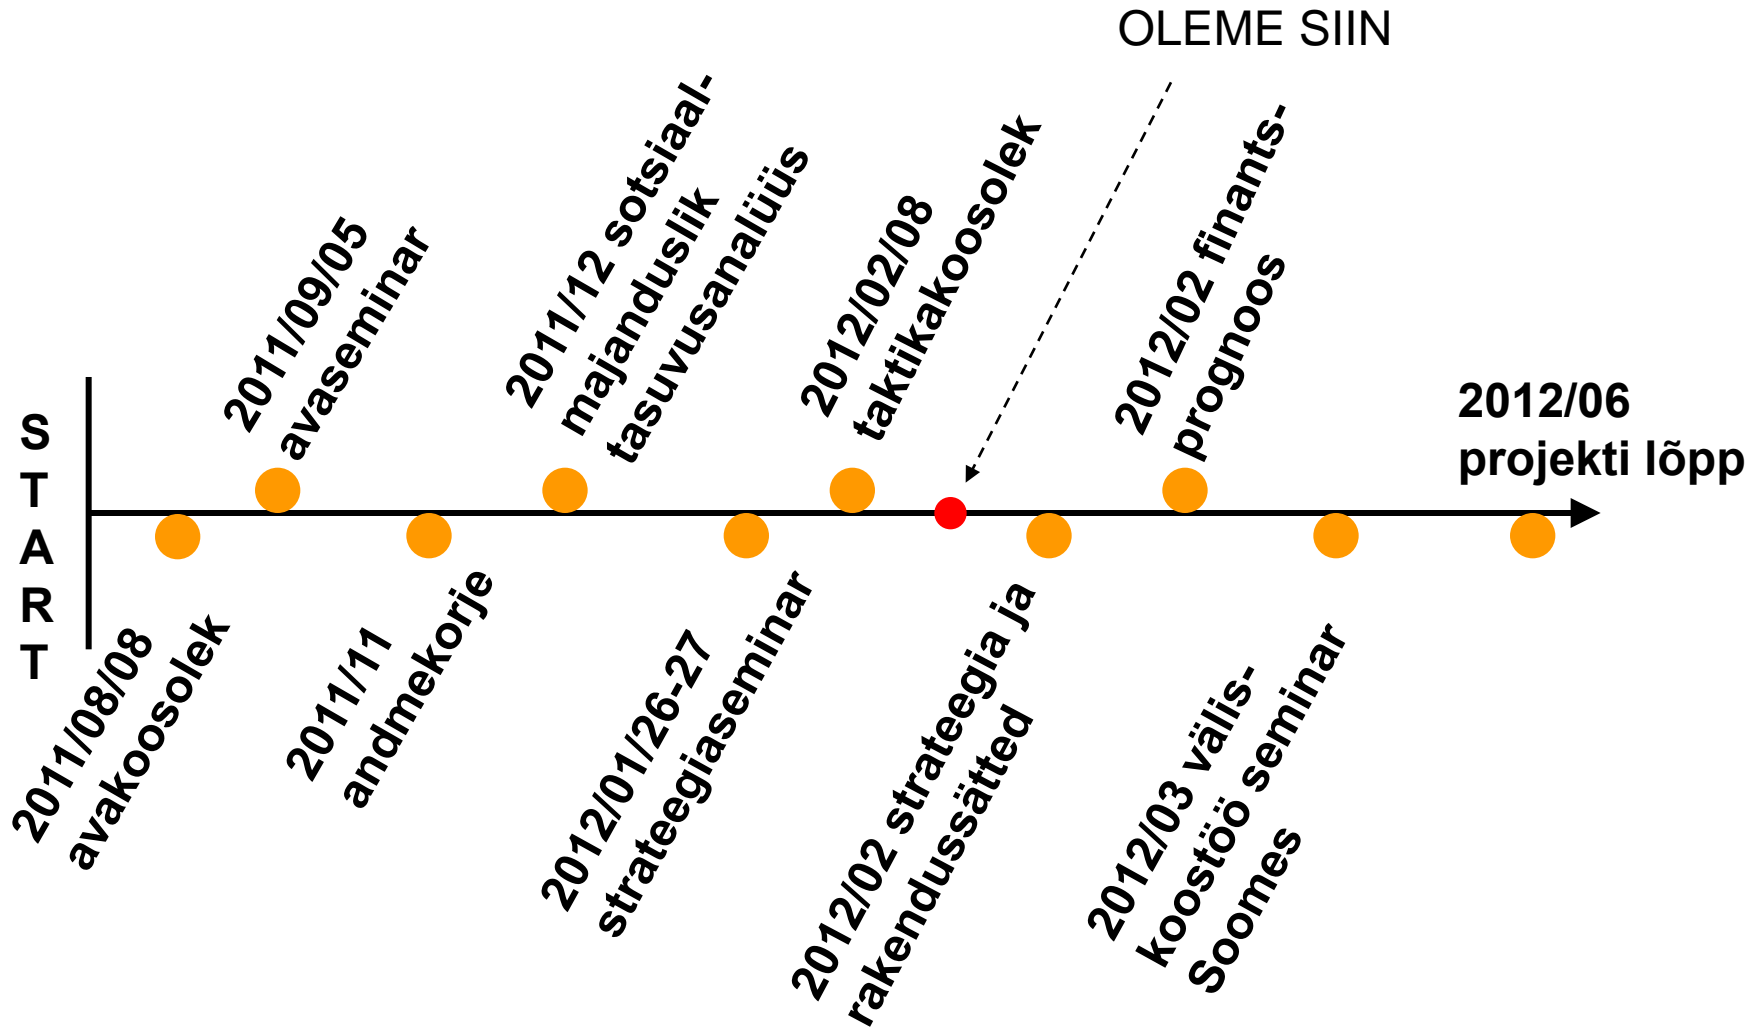 OLEME SIIN
START
2011/08/08
avakoosolek
2011/09/05
avaseminar
2011/11
andmekorje
2011/12 sotsiaal-
majanduslik
tasuvusanalüüs
2012/01/26-27
strateegiaseminar
2012/02/08
taktikakoosolek
2012/02 strateegia ja
rakendussätted
2012/02 finants-
prognoos
2012/03 välis-
koostöö seminar
Soomes
2012/06
projekti lõpp